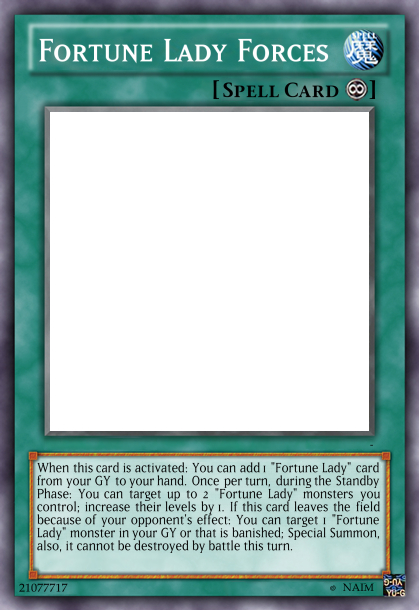 FORTUNE LADY FORCES 魔
[SPELL CARD ]
When this card is activated: You can add 1 "Fortune Lady" card
from your GY to your hand. Once per turn, during the Standby
Phase: You can target up to 2 "Fortune Lady" monsters you
control; increase their levels by 1. If this card leaves the field
because of your opponent's effect: You can target 1 "Fortune
Lady" monster in your GY or that is banished; Special Summon,
also, it cannot be destroyed by battle this turn.
21077717 @ NAIM
YU-G